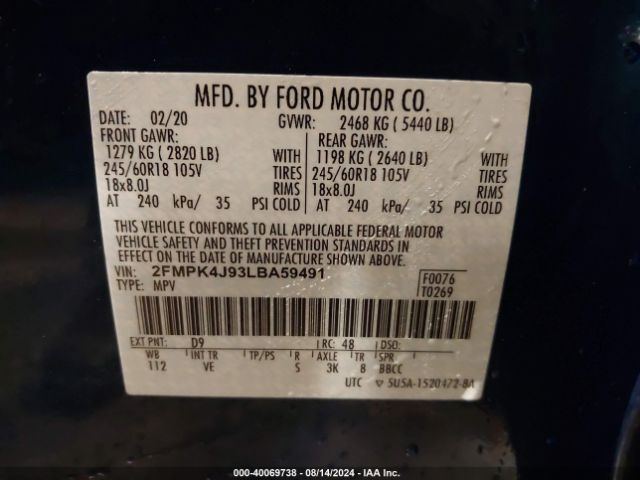 MFD. BY FORD MOTOR CO.
DATE: 02/20 GVWR: 2468 KG ( 5440 LB)
FRONT GAWR: REAR GAWR:
1279 KG ( 2820 LB) WITH 1198 KG ( 2640 LB) WITH
245/60R18 105V TIRES 245/60R18 105V TIRES
18x8.0J RIMS 18x8.0J RIMS
AT 240 kPa/ 35 PSI COLD AT 240 kPa/ 35 PSI COLD
THIS VEHICLE CONFORMS TO ALL APPLICABLE FEDERAL MOTOR
VEHICLE SAFETY AND THEFT PREVENTION STANDARDS IN
EFFECT ON THE DATE OF MANUFACTURE SHOWN ABOVE.
VIN: 2FMPK4J93LBA59491 F0076
TYPE: MPV T0269
EXT PNT: D9 RC: 48 DSO:
WB INT TR TP/PS R AXLE TR SPR
112 VE S 3K 8 BBCC
UTC 5U5A-1520472-BA
000-40069738 - 08/14/2024 - IAA Inc.